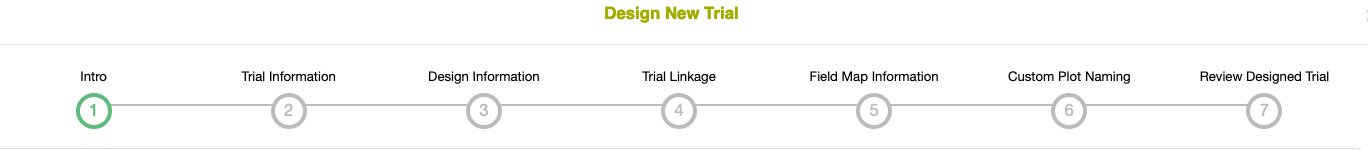 Design New Trial
Intro
Trial Information
Design Information
Trial Linkage
Field Map Information
Custom Plot Naming
Review Designed Trial
1
2
3
4
5
6
7